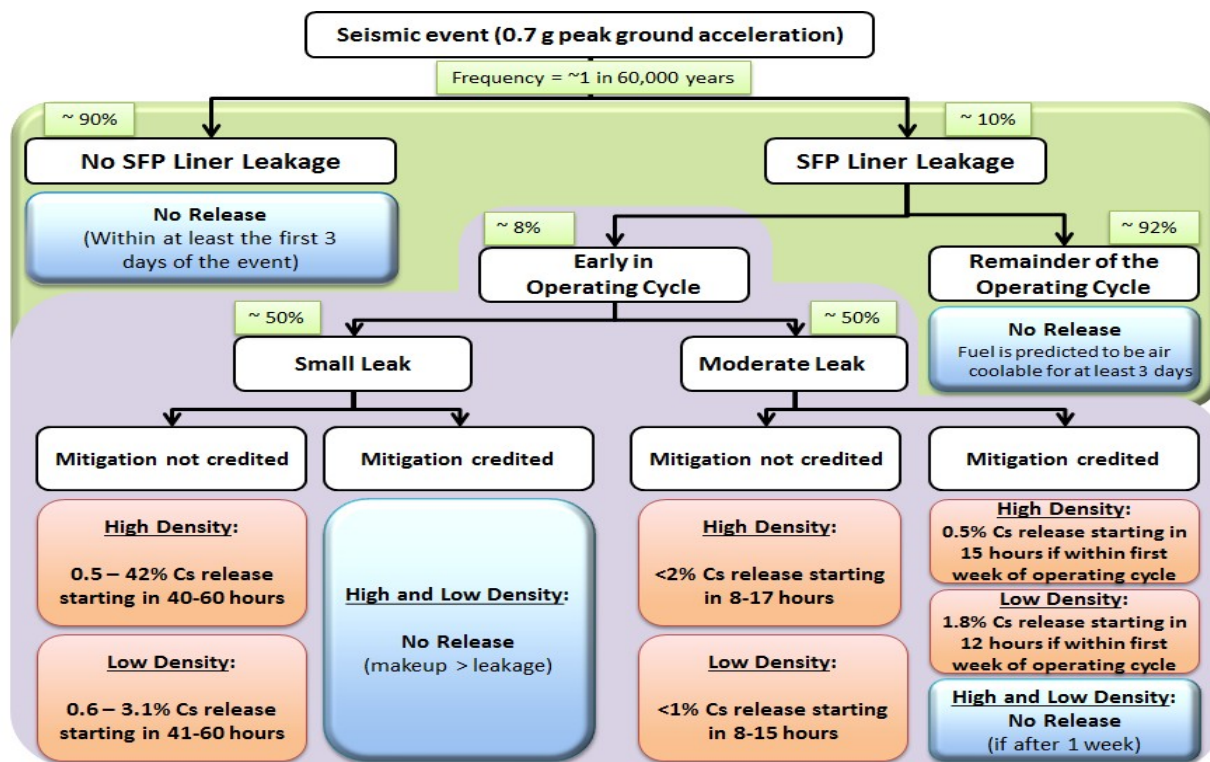 Seismic event (0.7 g peak ground acceleration)
Frequency = ~1 in 60,000 years
~ 90%
~ 10%
No SFP Liner Leakage
SFP Liner Leakage
No Release
(Within at least the first 3
days of the event)
~ 8%
~ 92%
Early in
Operating Cycle
Remainder of the
Operating Cycle
No Release
Fuel is predicted to be air
coolable for at least 3 days
~ 50%
~ 50%
Small Leak
Moderate Leak
Mitigation not credited
Mitigation credited
Mitigation not credited
Mitigation credited
High Density:
0.5 – 42% Cs release
starting in 40-60 hours
Low Density:
0.6 – 3.1% Cs release
starting in 41-60 hours
High and Low Density:
No Release
(makeup > leakage)
High Density:
<2% Cs release starting
in 8-17 hours
Low Density:
<1% Cs release starting
in 8-15 hours
High Density:
0.5% Cs release starting in
15 hours if within first
week of operating cycle
Low Density:
1.8% Cs release starting in
12 hours if within first
week of operating cycle
High and Low Density:
No Release
(if after 1 week)